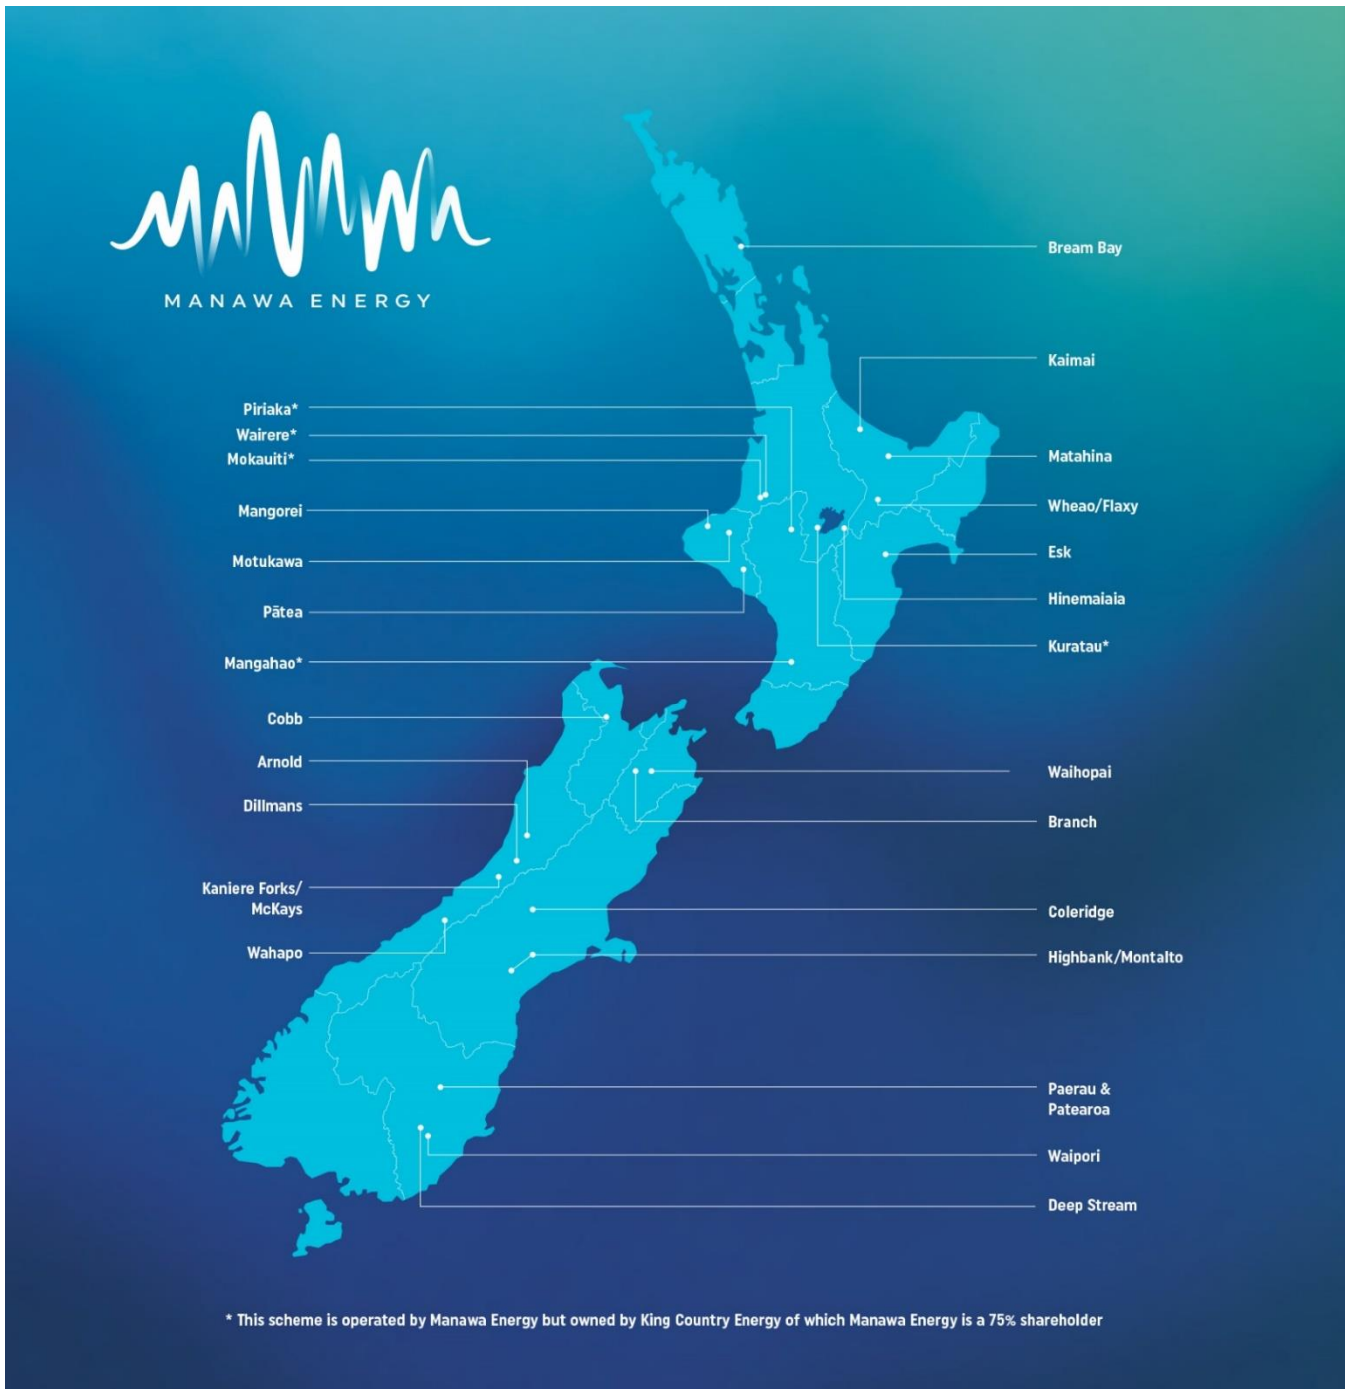 MANAWA
MANAWA ENERGY
Bream Bay
Kaimai
Piriaka*
Wairere*
Mokauiti*
Matahina
Mangorei
Wheao/Flaxy
Motukawa
Esk
Pātea
Hinemaiaia
Kuratau*
Mangahao*
Cobb
Arnold
Waihopai
Dillmans
Branch
Kaniere Forks/
McKays
Coleridge
Wahapo
Highbank/Montalto
Paerau &
Patearoa
Waipori
Deep Stream
* This scheme is operated by Manawa Energy but owned by King Country Energy of which Manawa Energy is a 75% shareholder